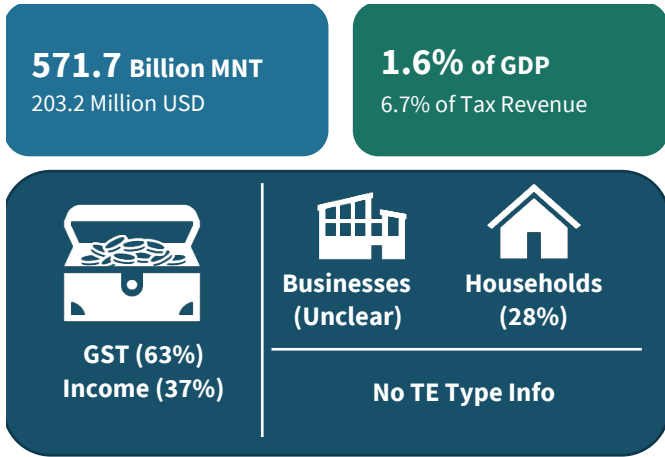 571.7 Billion MNT
203.2 Million USD
1.6% of GDP
6.7% of Tax Revenue
GST (63%)
Income (37%)
Businesses
(Unclear)
Households
(28%)
No TE Type Info